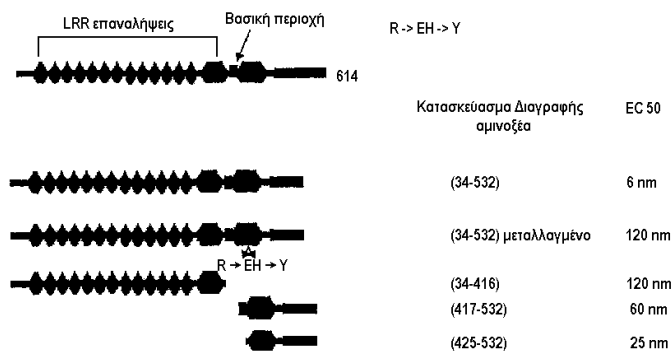 LRR επαναλήψεις
Βασική περιοχή
R -> EH -> Y
614
Κατασκεύασμα Διαγραφής
αμινοξέα
EC 50
(34-532)
6 nm
(34-532) μεταλλαγμένο
120 nm
R → EH → Y
(34-416)
120 nm
(417-532)
60 nm
(425-532)
25 nm